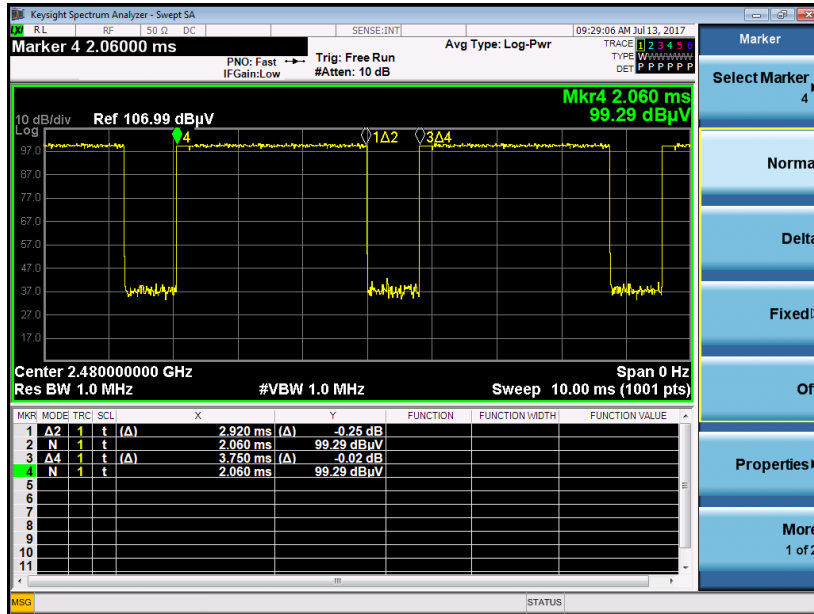 Keysight Spectrum Analyzer - Swept SA
LXI RL RF 50 Ω DC SENSE:INT 09:29:06 AM Jul 13, 2017
Marker 4 2.06000 ms
PNO: Fast
IFGain:Low
Trig: Free Run
#Atten: 10 dB
Avg Type: Log-Pwr
TRACE 1 2 3 4 5 6
TYPE WWWWWW
DET P P P P P P
Mkr4 2.060 ms
99.29 dBµV
10 dB/div
Log
Ref 106.99 dBµV
4
1Δ2
3Δ4
97.0
87.0
77.0
67.0
57.0
47.0
37.0
27.0
17.0
Center 2.480000000 GHz
Span 0 Hz
Res BW 1.0 MHz
#VBW 1.0 MHz
Sweep 10.00 ms (1001 pts)
MKR MODE TRC SCL X Y FUNCTION FUNCTION WIDTH FUNCTION VALUE
1 Δ2 1 t (Δ) 2.920 ms (Δ) -0.25 dB
2 N 1 t 2.060 ms 99.29 dBµV
3 Δ4 1 t (Δ) 3.750 ms (Δ) -0.02 dB
4 N 1 t 2.060 ms 99.29 dBµV
5
6
7
8
9
10
11
MSG
STATUS
Marker
Select Marker
4
Norma
Delta
Fixed
Of
Properties
More
1 of 2